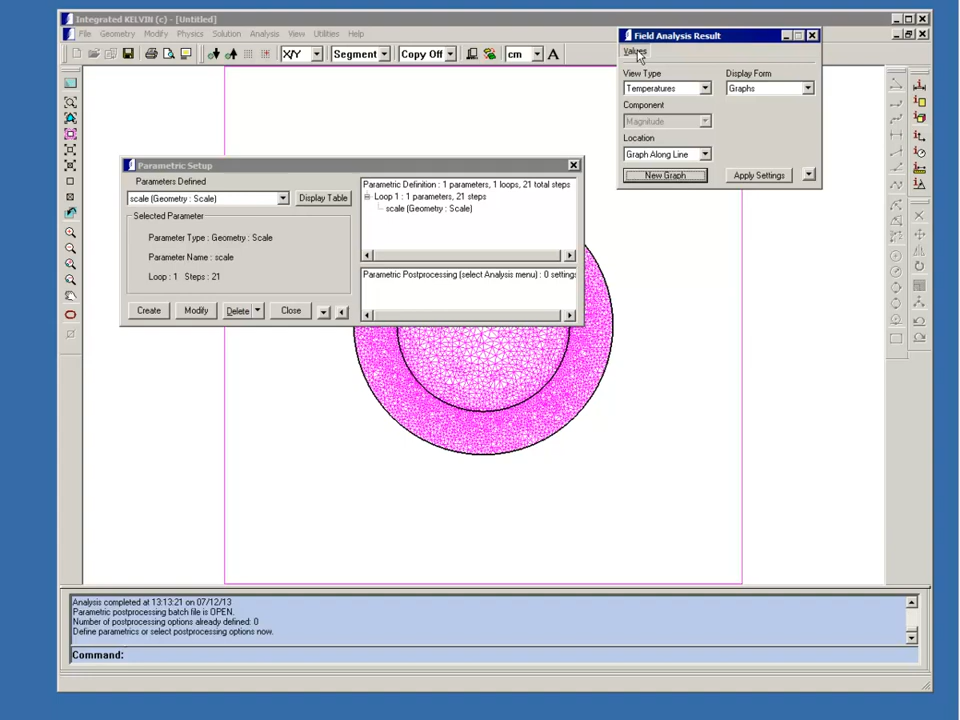 Integrated KELVIN (c) - [Untitled]
File Geometry Modify Physics Solution Analysis View Utilities Help
X/Y Segment Copy Off cm A
Field Analysis Result
Values
View Type Display Form
Temperatures Graphs
Component
Magnitude
Location
Graph Along Line
New Graph Apply Settings
Parametric Setup
Parameters Defined
scale (Geometry : Scale) Display Table
Selected Parameter
Parameter Type : Geometry : Scale
Parameter Name : scale
Loop : 1 Steps : 21
Create Modify Delete Close
Parametric Definition : 1 parameters, 1 loops, 21 total steps
Loop 1 : 1 parameters, 21 steps
scale (Geometry : Scale)
Parametric Postprocessing (select Analysis menu) : 0 settings
Analysis completed at 13:13:21 on 07/12/13
Parametric postprocessing batch file is OPEN.
Number of postprocessing options already defined: 0
Define parametrics or select postprocessing options now.
Command: